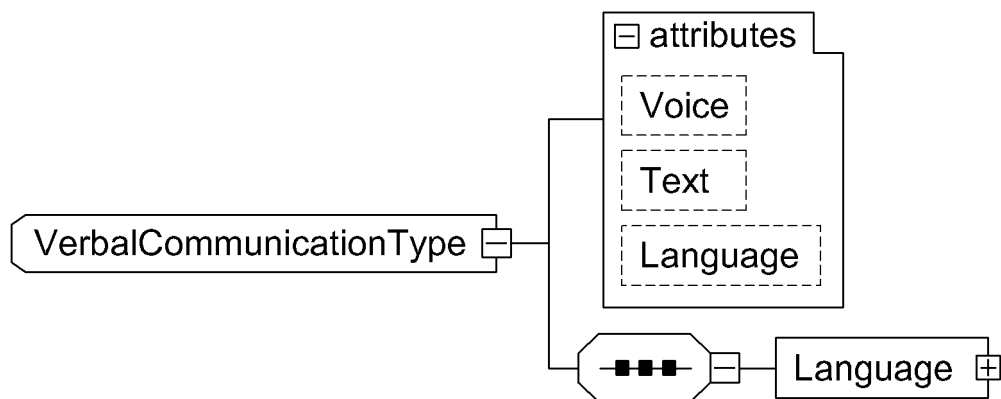 attributes
Voice
Text
VerbalCommunicationType
Language
Language